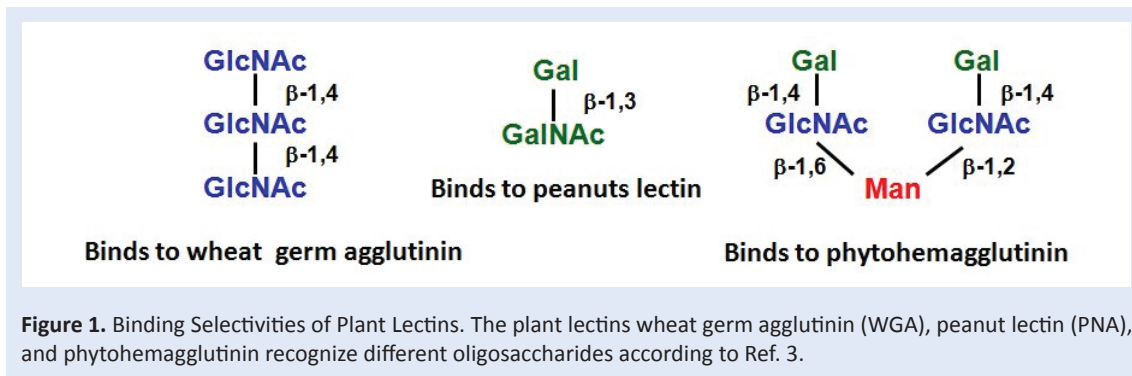 GlcNAc
β-1,4
GlcNAc
β-1,4
GlcNAc
Binds to wheat germ agglutinin
Gal
β-1,3
GalNAc
Binds to peanuts lectin
Gal Gal
β-1,4 β-1,4
GlcNAc GlcNAc
β-1,6 β-1,2
Man
Binds to phytohemagglutinin
Figure 1. Binding Selectivities of Plant Lectins. The plant lectins wheat germ agglutinin (WGA), peanut lectin (PNA),
and phytohemagglutinin recognize different oligosaccharides according to Ref. 3.